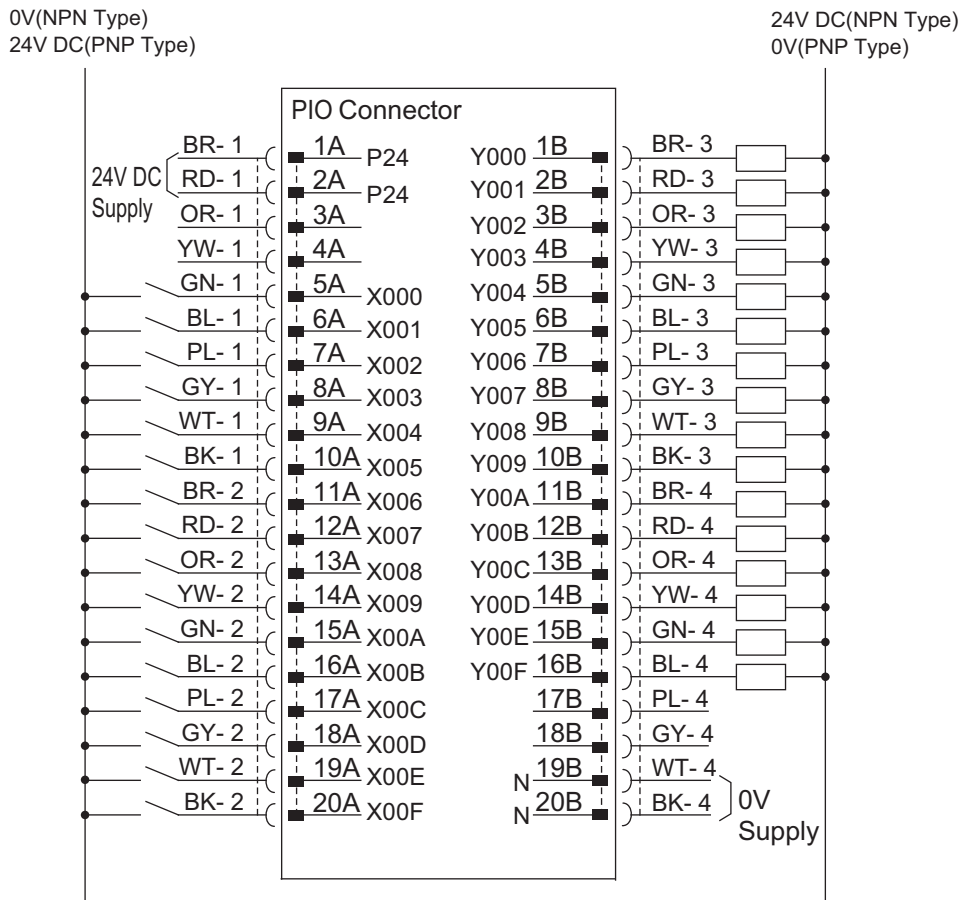 0V(NPN Type)
24V DC(PNP Type)
24V DC(NPN Type)
0V(PNP Type)
PIO Connector
BR- 1 1A P24 Y000 1B BR- 3
RD- 1 2A P24 Y001 2B RD- 3
24V DC
Supply
OR- 1 3A Y002 3B OR- 3
YW- 1 4A Y003 4B YW- 3
GN- 1 5A X000 Y004 5B GN- 3
BL- 1 6A X001 Y005 6B BL- 3
PL- 1 7A X002 Y006 7B PL- 3
GY- 1 8A X003 Y007 8B GY- 3
WT- 1 9A X004 Y008 9B WT- 3
BK- 1 10A X005 Y009 10B BK- 3
BR- 2 11A X006 Y00A 11B BR- 4
RD- 2 12A X007 Y00B 12B RD- 4
OR- 2 13A X008 Y00C 13B OR- 4
YW- 2 14A X009 Y00D 14B YW- 4
GN- 2 15A X00A Y00E 15B GN- 4
BL- 2 16A X00B Y00F 16B BL- 4
PL- 2 17A X00C 17B PL- 4
GY- 2 18A X00D 18B GY- 4
WT- 2 19A X00E N 19B WT- 4
BK- 2 20A X00F N 20B BK- 4
0V
Supply